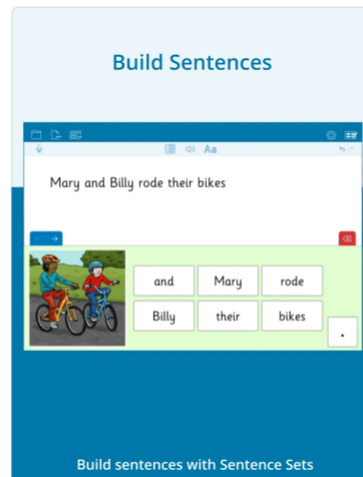 Build Sentences
Aa
Mary and Billy rode their bikes
and Mary rode
Billy their bikes
.
Build sentences with Sentence Sets